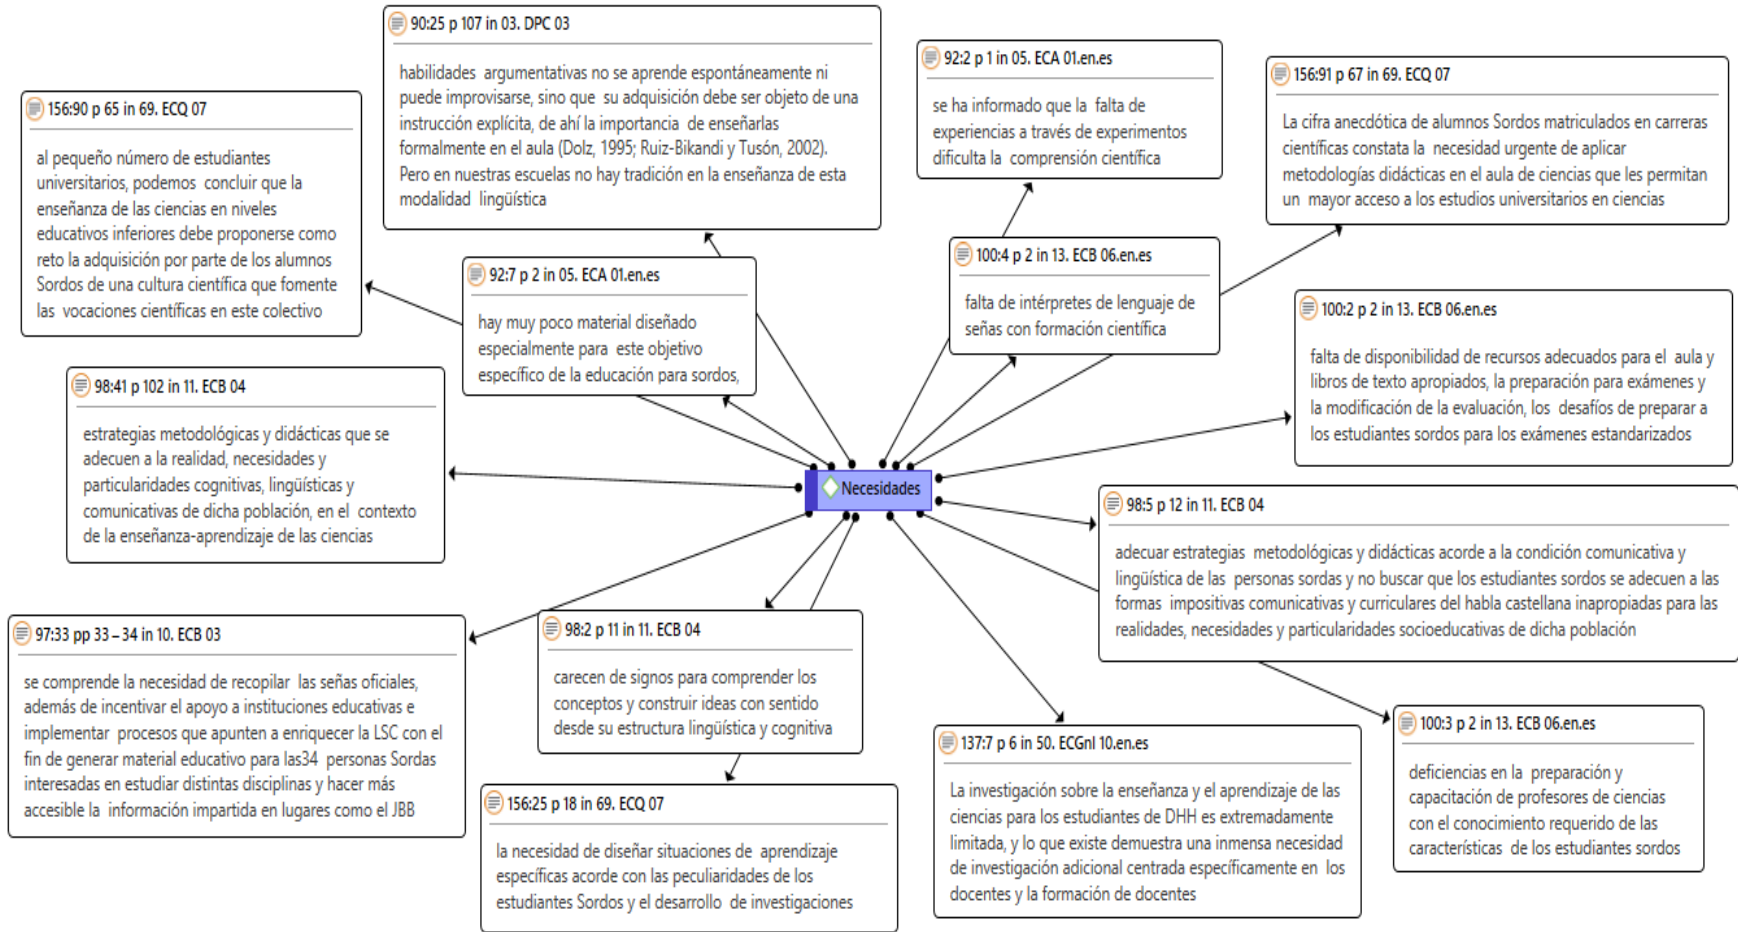 90:25 p 107 in 03. DPC 03
habilidades argumentativas no se aprende espontáneamente ni
puede improvisarse, sino que su adquisición debe ser objeto de una
instrucción explícita, de ahí la importancia de enseñarlas
formalmente en el aula (Dolz, 1995; Ruiz-Bikandi y Tusón, 2002).
Pero en nuestras escuelas no hay tradición en la enseñanza de esta
modalidad lingüística
92:2 p 1 in 05. ECA 01.en.es
se ha informado que la falta de
experiencias a través de experimentos
dificulta la comprensión científica
156:91 p 67 in 69. ECQ 07
La cifra anecdótica de alumnos Sordos matriculados en carreras
científicas constata la necesidad urgente de aplicar
metodologías didácticas en el aula de ciencias que les permitan
un mayor acceso a los estudios universitarios en ciencias
156:90 p 65 in 69. ECQ 07
al pequeño número de estudiantes
universitarios, podemos concluir que la
enseñanza de las ciencias en niveles
educativos inferiores debe proponerse como
reto la adquisición por parte de los alumnos
Sordos de una cultura científica que fomente
las vocaciones científicas en este colectivo
92:7 p 2 in 05. ECA 01.en.es
hay muy poco material diseñado
especialmente para este objetivo
específico de la educación para sordos,
100:4 p 2 in 13. ECB 06.en.es
falta de intérpretes de lenguaje de
señas con formación científica
100:2 p 2 in 13. ECB 06.en.es
falta de disponibilidad de recursos adecuados para el aula y
libros de texto apropiados, la preparación para exámenes y
la modificación de la evaluación, los desafíos de preparar a
los estudiantes sordos para los exámenes estandarizados
98:41 p 102 in 11. ECB 04
estrategias metodológicas y didácticas que se
adecuen a la realidad, necesidades y
particularidades cognitivas, lingüísticas y
comunicativas de dicha población, en el contexto
de la enseñanza-aprendizaje de las ciencias
Necesidades
98:5 p 12 in 11. ECB 04
adecuar estrategias metodológicas y didácticas acorde a la condición comunicativa y
lingüística de las personas sordas y no buscar que los estudiantes sordos se adecuen a las
formas impositivas comunicativas y curriculares del habla castellana inapropiadas para las
realidades, necesidades y particularidades socioeducativas de dicha población
97:33 pp 33 – 34 in 10. ECB 03
se comprende la necesidad de recopilar las señas oficiales,
además de incentivar el apoyo a instituciones educativas e
implementar procesos que apunten a enriquecer la LSC con el
fin de generar material educativo para las34 personas Sordas
interesadas en estudiar distintas disciplinas y hacer más
accesible la información impartida en lugares como el JBB
98:2 p 11 in 11. ECB 04
carecen de signos para comprender los
conceptos y construir ideas con sentido
desde su estructura lingüística y cognitiva
156:25 p 18 in 69. ECQ 07
la necesidad de diseñar situaciones de aprendizaje
específicas acorde con las peculiaridades de los
estudiantes Sordos y el desarrollo de investigaciones
137:7 p 6 in 50. ECGnl 10.en.es
La investigación sobre la enseñanza y el aprendizaje de las
ciencias para los estudiantes de DHH es extremadamente
limitada, y lo que existe demuestra una inmensa necesidad
de investigación adicional centrada específicamente en los
docentes y la formación de docentes
100:3 p 2 in 13. ECB 06.en.es
deficiencias en la preparación y
capacitación de profesores de ciencias
con el conocimiento requerido de las
características de los estudiantes sordos